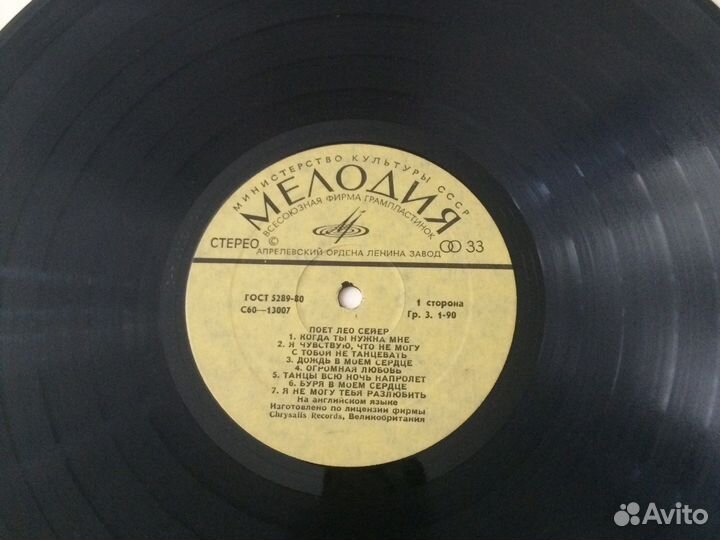 МИНИСТЕРСТВО КУЛЬТУРЫ СССР
МЕЛОДИЯ
ВСЕСОЮЗНАЯ ФИРМА ГРАМПЛАСТИНОК
СТЕРЕО ©
33
АПРЕЛЕВСКИЙ ОРДЕНА ЛЕНИНА ЗАВОД
ГОСТ 5289-80
С60—13007
1 сторона
Гр. 3. 1-90
ПОЕТ ЛЕО СЕЙЕР
1. КОГДА ТЫ НУЖНА МНЕ
2. Я ЧУВСТВУЮ, ЧТО НЕ МОГУ
С ТОБОЙ НЕ ТАНЦЕВАТЬ
3. ДОЖДЬ В МОЕМ СЕРДЦЕ
4. ОГРОМНАЯ ЛЮБОВЬ
5. ТАНЦЫ ВСЮ НОЧЬ НАПРОЛЕТ
6. БУРЯ В МОЕМ СЕРДЦЕ
7. Я НЕ МОГУ ТЕБЯ РАЗЛЮБИТЬ
На английском языке
Изготовлено по лицензии фирмы
Chrysalis Records, Великобритания
Avito